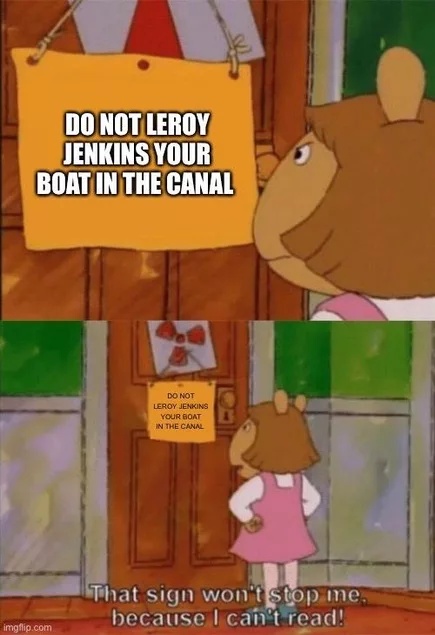 DO NOT LEROY
JENKINS YOUR
BOAT IN THE CANAL
DO NOT
LEROY JENKINS
YOUR BOAT
IN THE CANAL
That sign won't stop me,
because I can't read!
imgflip.com